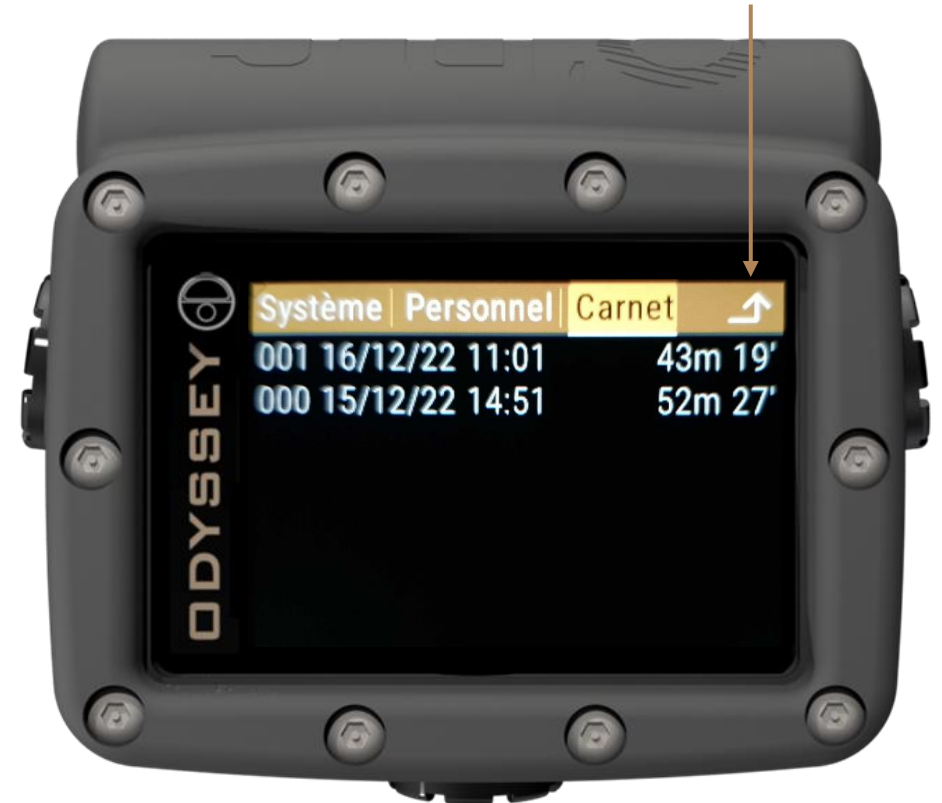 Système Personnel Carnet
001 16/12/22 11:01 43m 19'
000 15/12/22 14:51 52m 27'
ODYSSEY